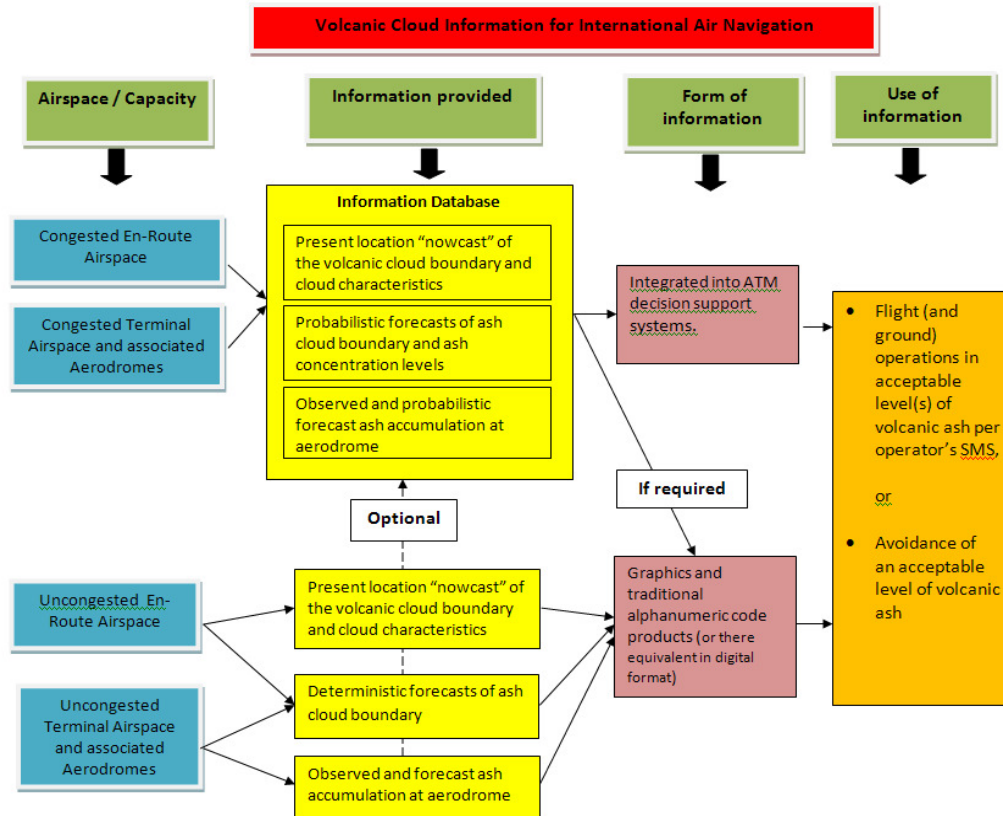 Volcanic Cloud Information for International Air Navigation
Airspace / Capacity
Information provided
Form of
information
Use of
information
Congested En-Route
Airspace
Congested Terminal
Airspace and associated
Aerodromes
Information Database
Present location “nowcast” of
the volcanic cloud boundary and
cloud characteristics
Probabilistic forecasts of ash
cloud boundary and ash
concentration levels
Observed and probabilistic
forecast ash accumulation at
aerodrome
Integrated into ATM
decision support
systems.
If required
Optional
Uncongested En-
Route Airspace
Uncongested
Terminal Airspace
and associated
Aerodromes
Present location “nowcast” of
the volcanic cloud boundary
and cloud characteristics
Deterministic forecasts of ash
cloud boundary
Observed and forecast ash
accumulation at aerodrome
Graphics and
traditional
alphanumeric code
products (or there
equivalent in digital
format)
• Flight (and
ground)
operations in
acceptable
level(s) of
volcanic ash per
operator’s SMS,
or
• Avoidance of
an acceptable
level of volcanic
ash